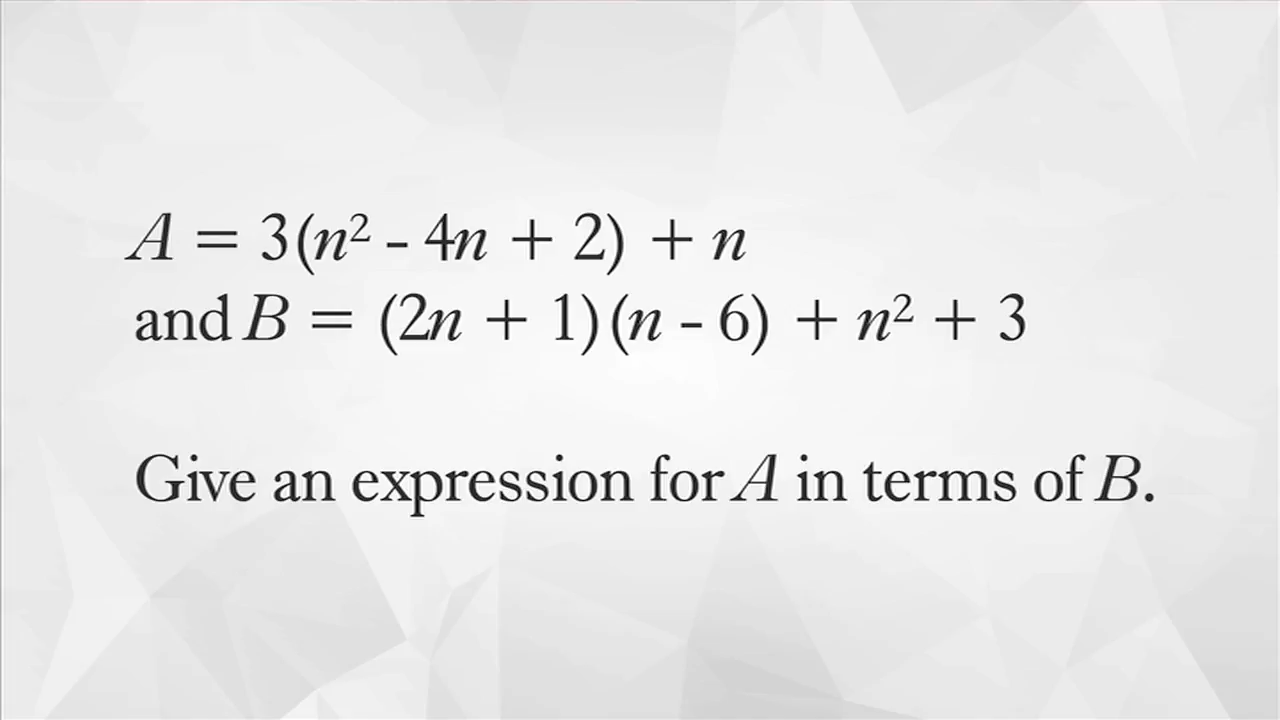 A = 3(n² - 4n + 2) + n
and B = (2n + 1)(n - 6) + n² + 3
Give an expression for A in terms of B.